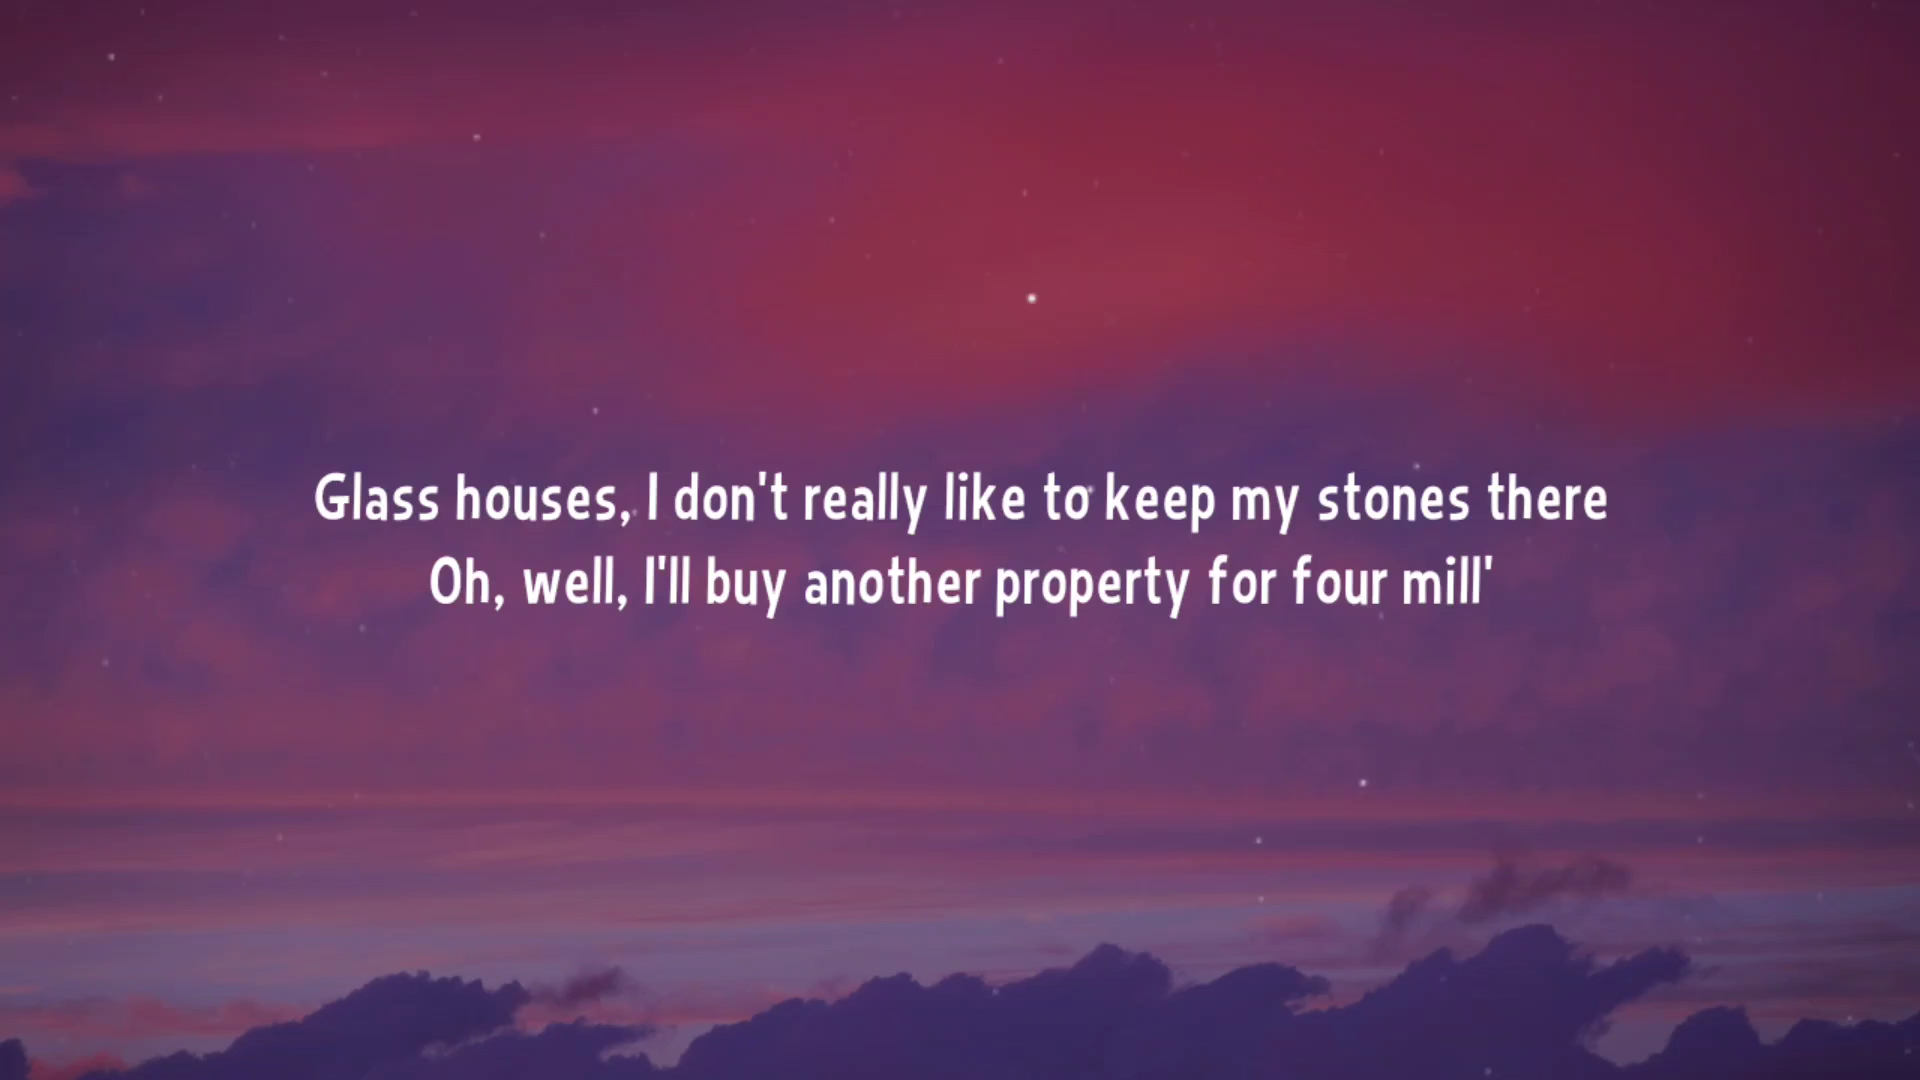 Glass houses, I don't really like to keep my stones there
Oh, well, I'll buy another property for four mill'